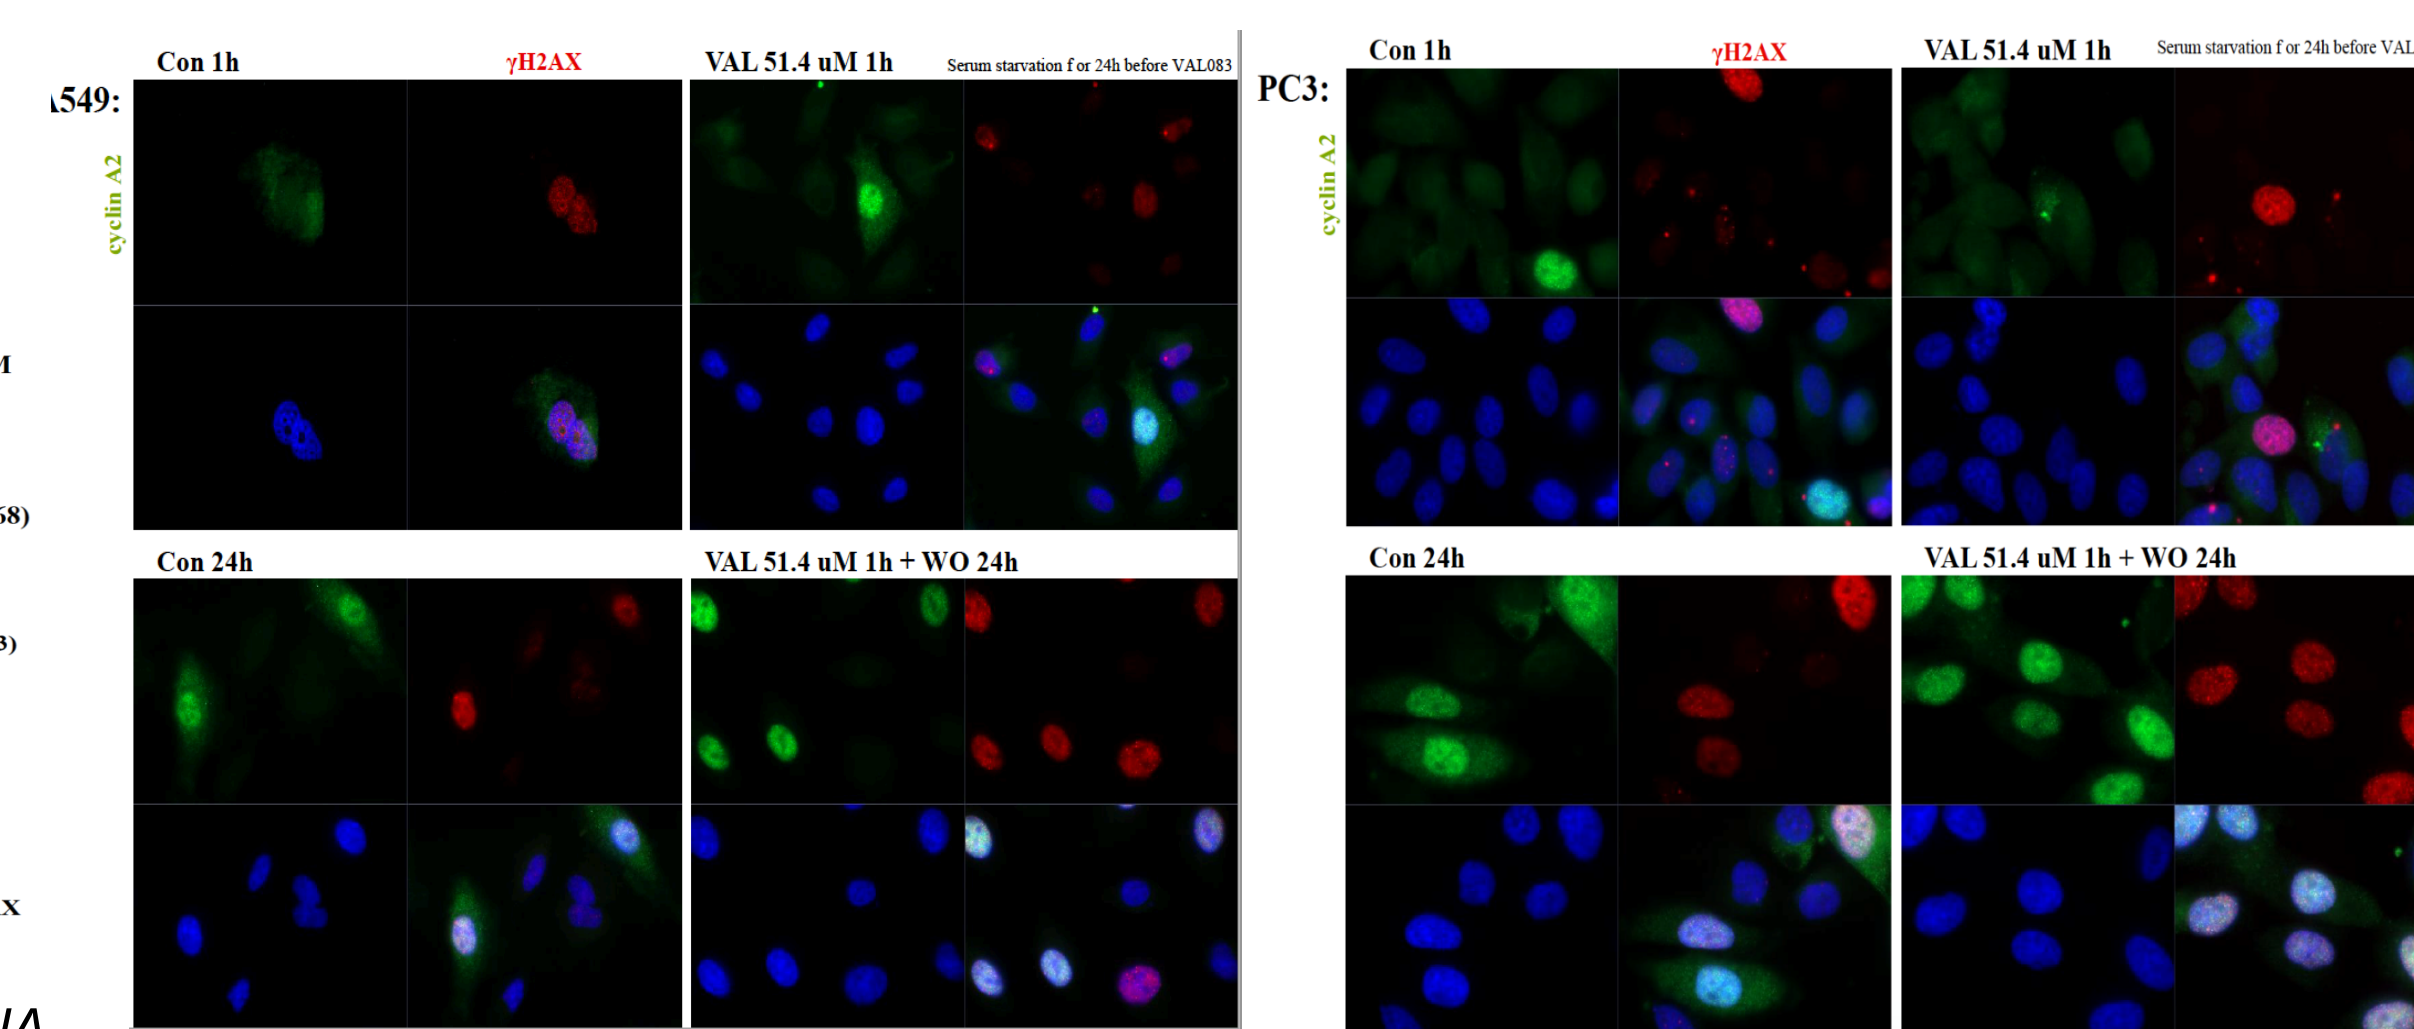 Con 1h
γH2AX
VAL 51.4 uM 1h
Serum starvation f or 24h before VAL083
549:
cyclin A2
Con 24h
VAL 51.4 uM 1h + WO 24h
Con 1h
γH2AX
VAL 51.4 uM 1h
Serum starvation f or 24h before VAL
PC3:
cyclin A2
Con 24h
VAL 51.4 uM 1h + WO 24h
68)
3)
X